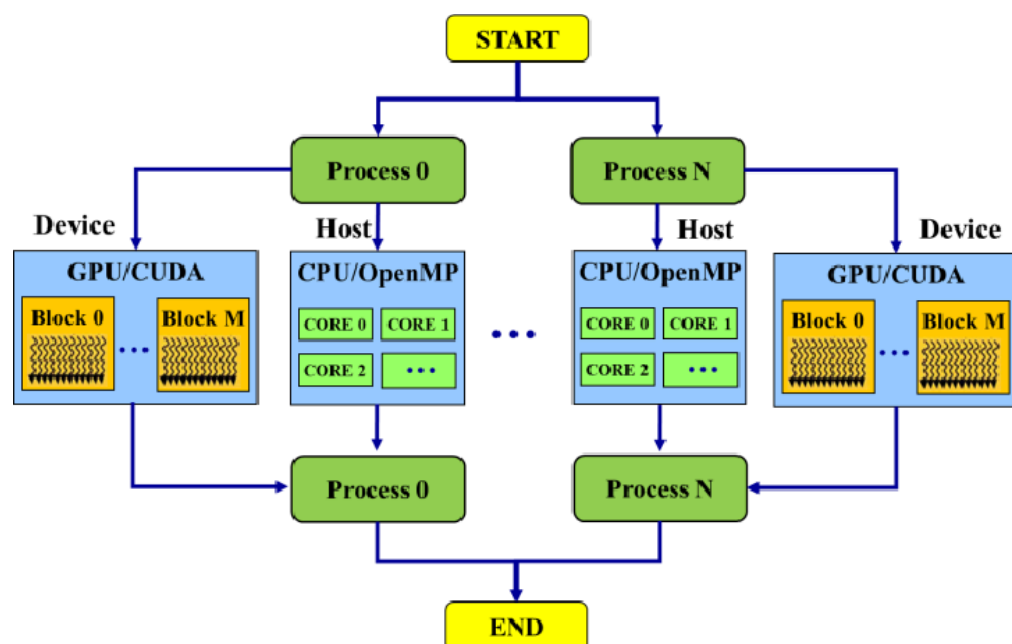 START
Process 0
Process N
Device
Host
Host
Device
GPU/CUDA
CPU/OpenMP
CPU/OpenMP
GPU/CUDA
Block 0
Block M
CORE 0
CORE 1
CORE 2
CORE 0
CORE 1
CORE 2
Block 0
Block M
Process 0
Process N
END